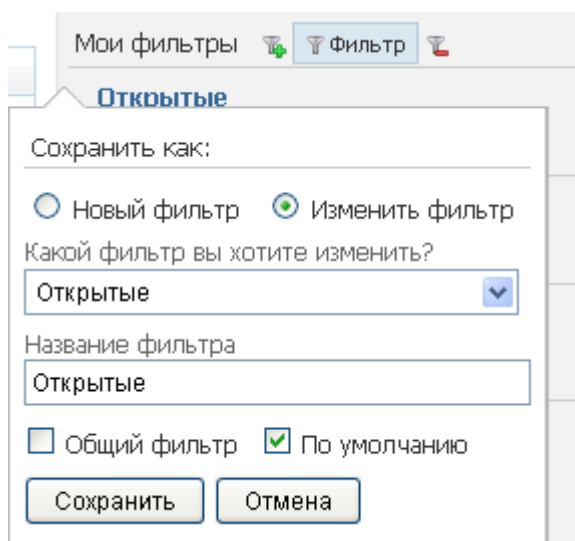 Мои фильтры Фильтр
Открытые
Сохранить как:
Новый фильтр Изменить фильтр
Какой фильтр вы хотите изменить?
Открытые
Название фильтра
Открытые
Общий фильтр По умолчанию
Сохранить Отмена